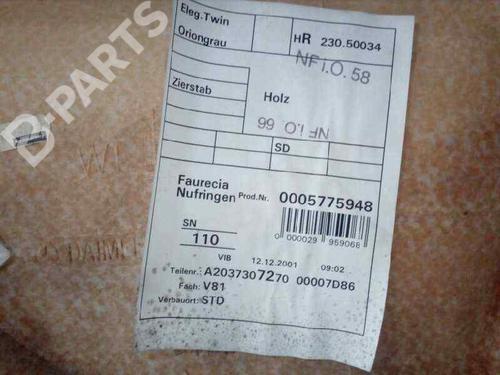 D-PARTS
Eleg.Twin
Oriongrau
HR 230.50034
NF I.O. 58
Zierstab
Holz
NF I.O. 66
SD
Faurecia
Nufringen
Prod.Nr. 0005775948
SN
110
0 000029 959068
VIB 12.12.2001 09:02
Teilenr.: A2037307270 00007D86
Fach: V81
Verbauort: STD